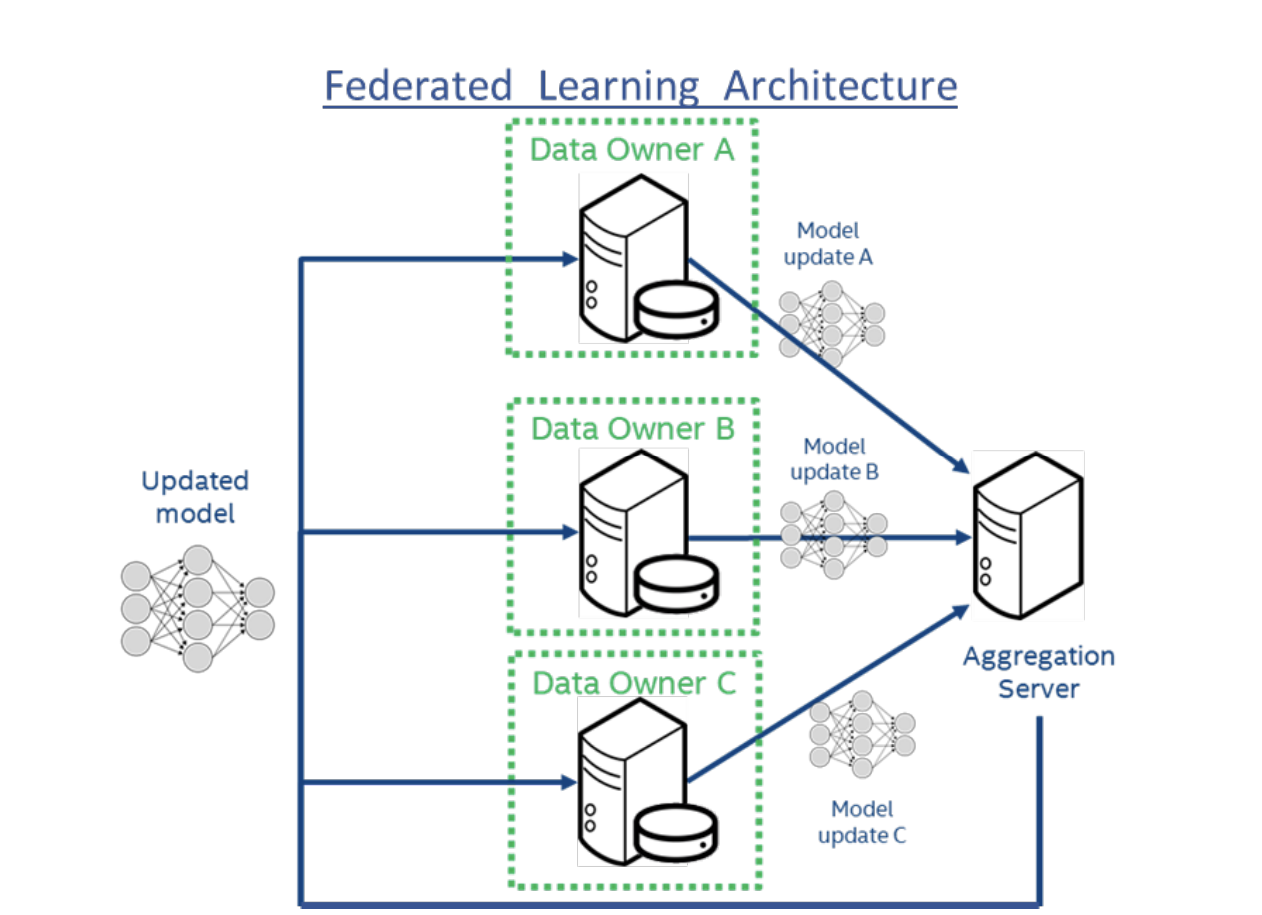 Federated Learning Architecture
Data Owner A
Model
update A
Data Owner B
Model
update B
Updated
model
Aggregation
Server
Data Owner C
Model
update C